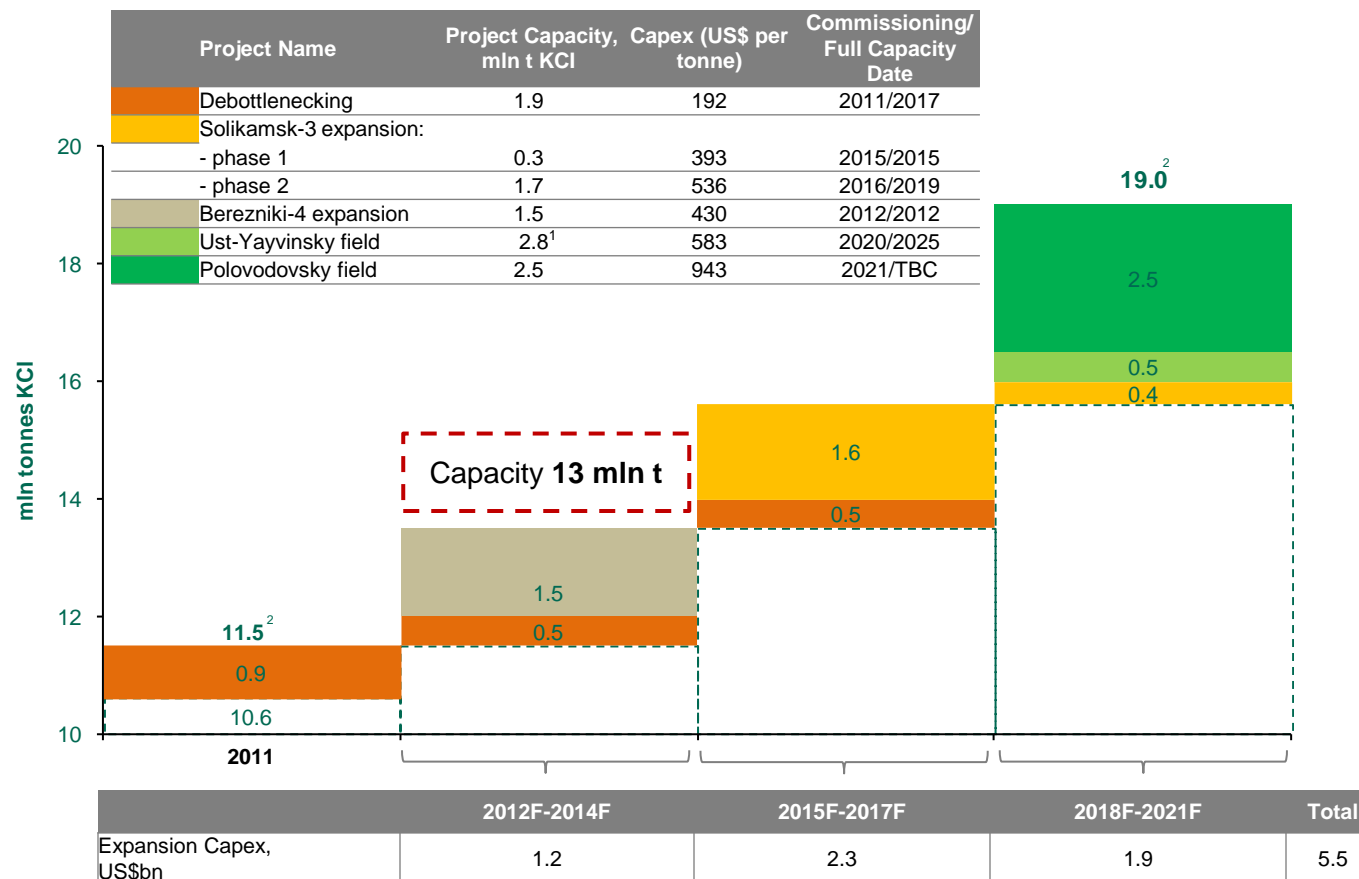 Project Name Project Capacity, mln t KCl Capex (US$ per tonne) Commissioning/ Full Capacity Date
Debottlenecking 1.9 192 2011/2017
Solikamsk-3 expansion:
- phase 1 0.3 393 2015/2015
- phase 2 1.7 536 2016/2019
Berezniki-4 expansion 1.5 430 2012/2012
Ust-Yayvinsky field 2.8¹ 583 2020/2025
Polovodovsky field 2.5 943 2021/TBC
mln tonnes KCl
20
18
16
14
12
10
19.0²
2.5
0.5
0.4
1.6
0.5
Capacity 13 mln t
1.5
0.5
11.5²
0.9
10.6
2011
2012F-2014F 2015F-2017F 2018F-2021F Total
Expansion Capex,
US$bn 1.2 2.3 1.9 5.5